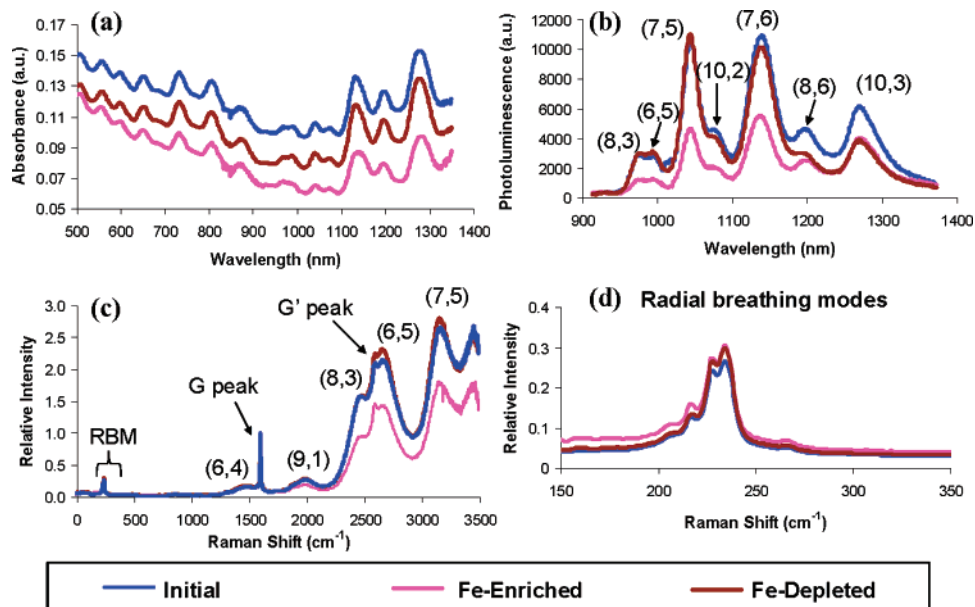 (a)
Absorbance (a.u.)
0.17
0.15
0.13
0.11
0.09
0.07
0.05
500 600 700 800 900 1000 1100 1200 1300 1400
Wavelength (nm)
(b)
Photoluminescence (a.u.)
12000
10000
8000
6000
4000
2000
0
(7,5)
(7,6)
(10,2)
(8,6)
(10,3)
(6,5)
(8,3)
900 1000 1100 1200 1300 1400
Wavelength (nm)
(c)
Relative Intensity
3.0
2.5
2.0
1.5
1.0
0.5
0.0
(7,5)
G' peak
(6,5)
(8,3)
G peak
RBM
(6,4)
(9,1)
0 500 1000 1500 2000 2500 3000 3500
Raman Shift (cm-1)
(d) Radial breathing modes
Relative Intensity
0.4
0.3
0.2
0.1
0
150 200 250 300 350
Raman Shift (cm-1)
Initial Fe-Enriched Fe-Depleted